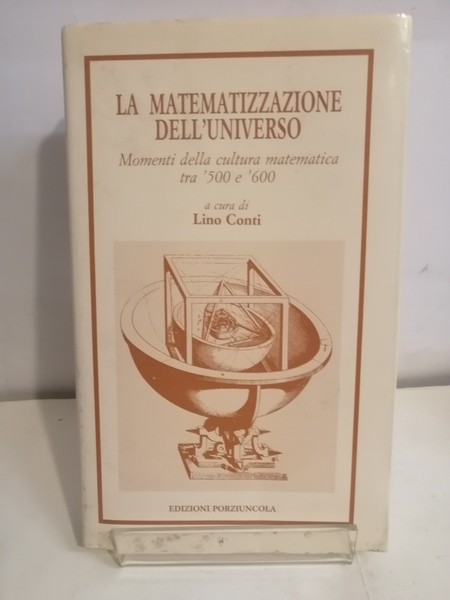 LA MATEMATIZZAZIONE
DELL'UNIVERSO
Momenti della cultura matematica
tra '500 e '600
a cura di
Lino Conti
EDIZIONI PORZIUNCOLA